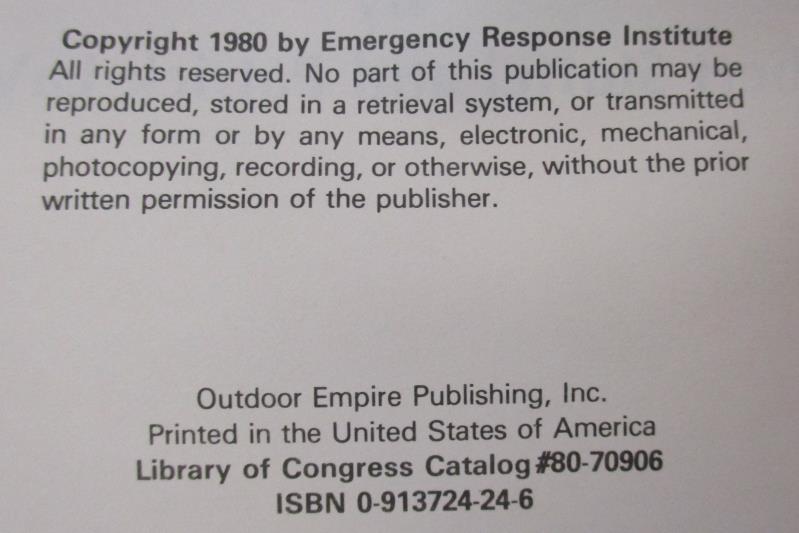 Copyright 1980 by Emergency Response Institute
All rights reserved. No part of this publication may be
reproduced, stored in a retrieval system, or transmitted
in any form or by any means, electronic, mechanical,
photocopying, recording, or otherwise, without the prior
written permission of the publisher.
Outdoor Empire Publishing, Inc.
Printed in the United States of America
Library of Congress Catalog #80-70906
ISBN 0-913724-24-6